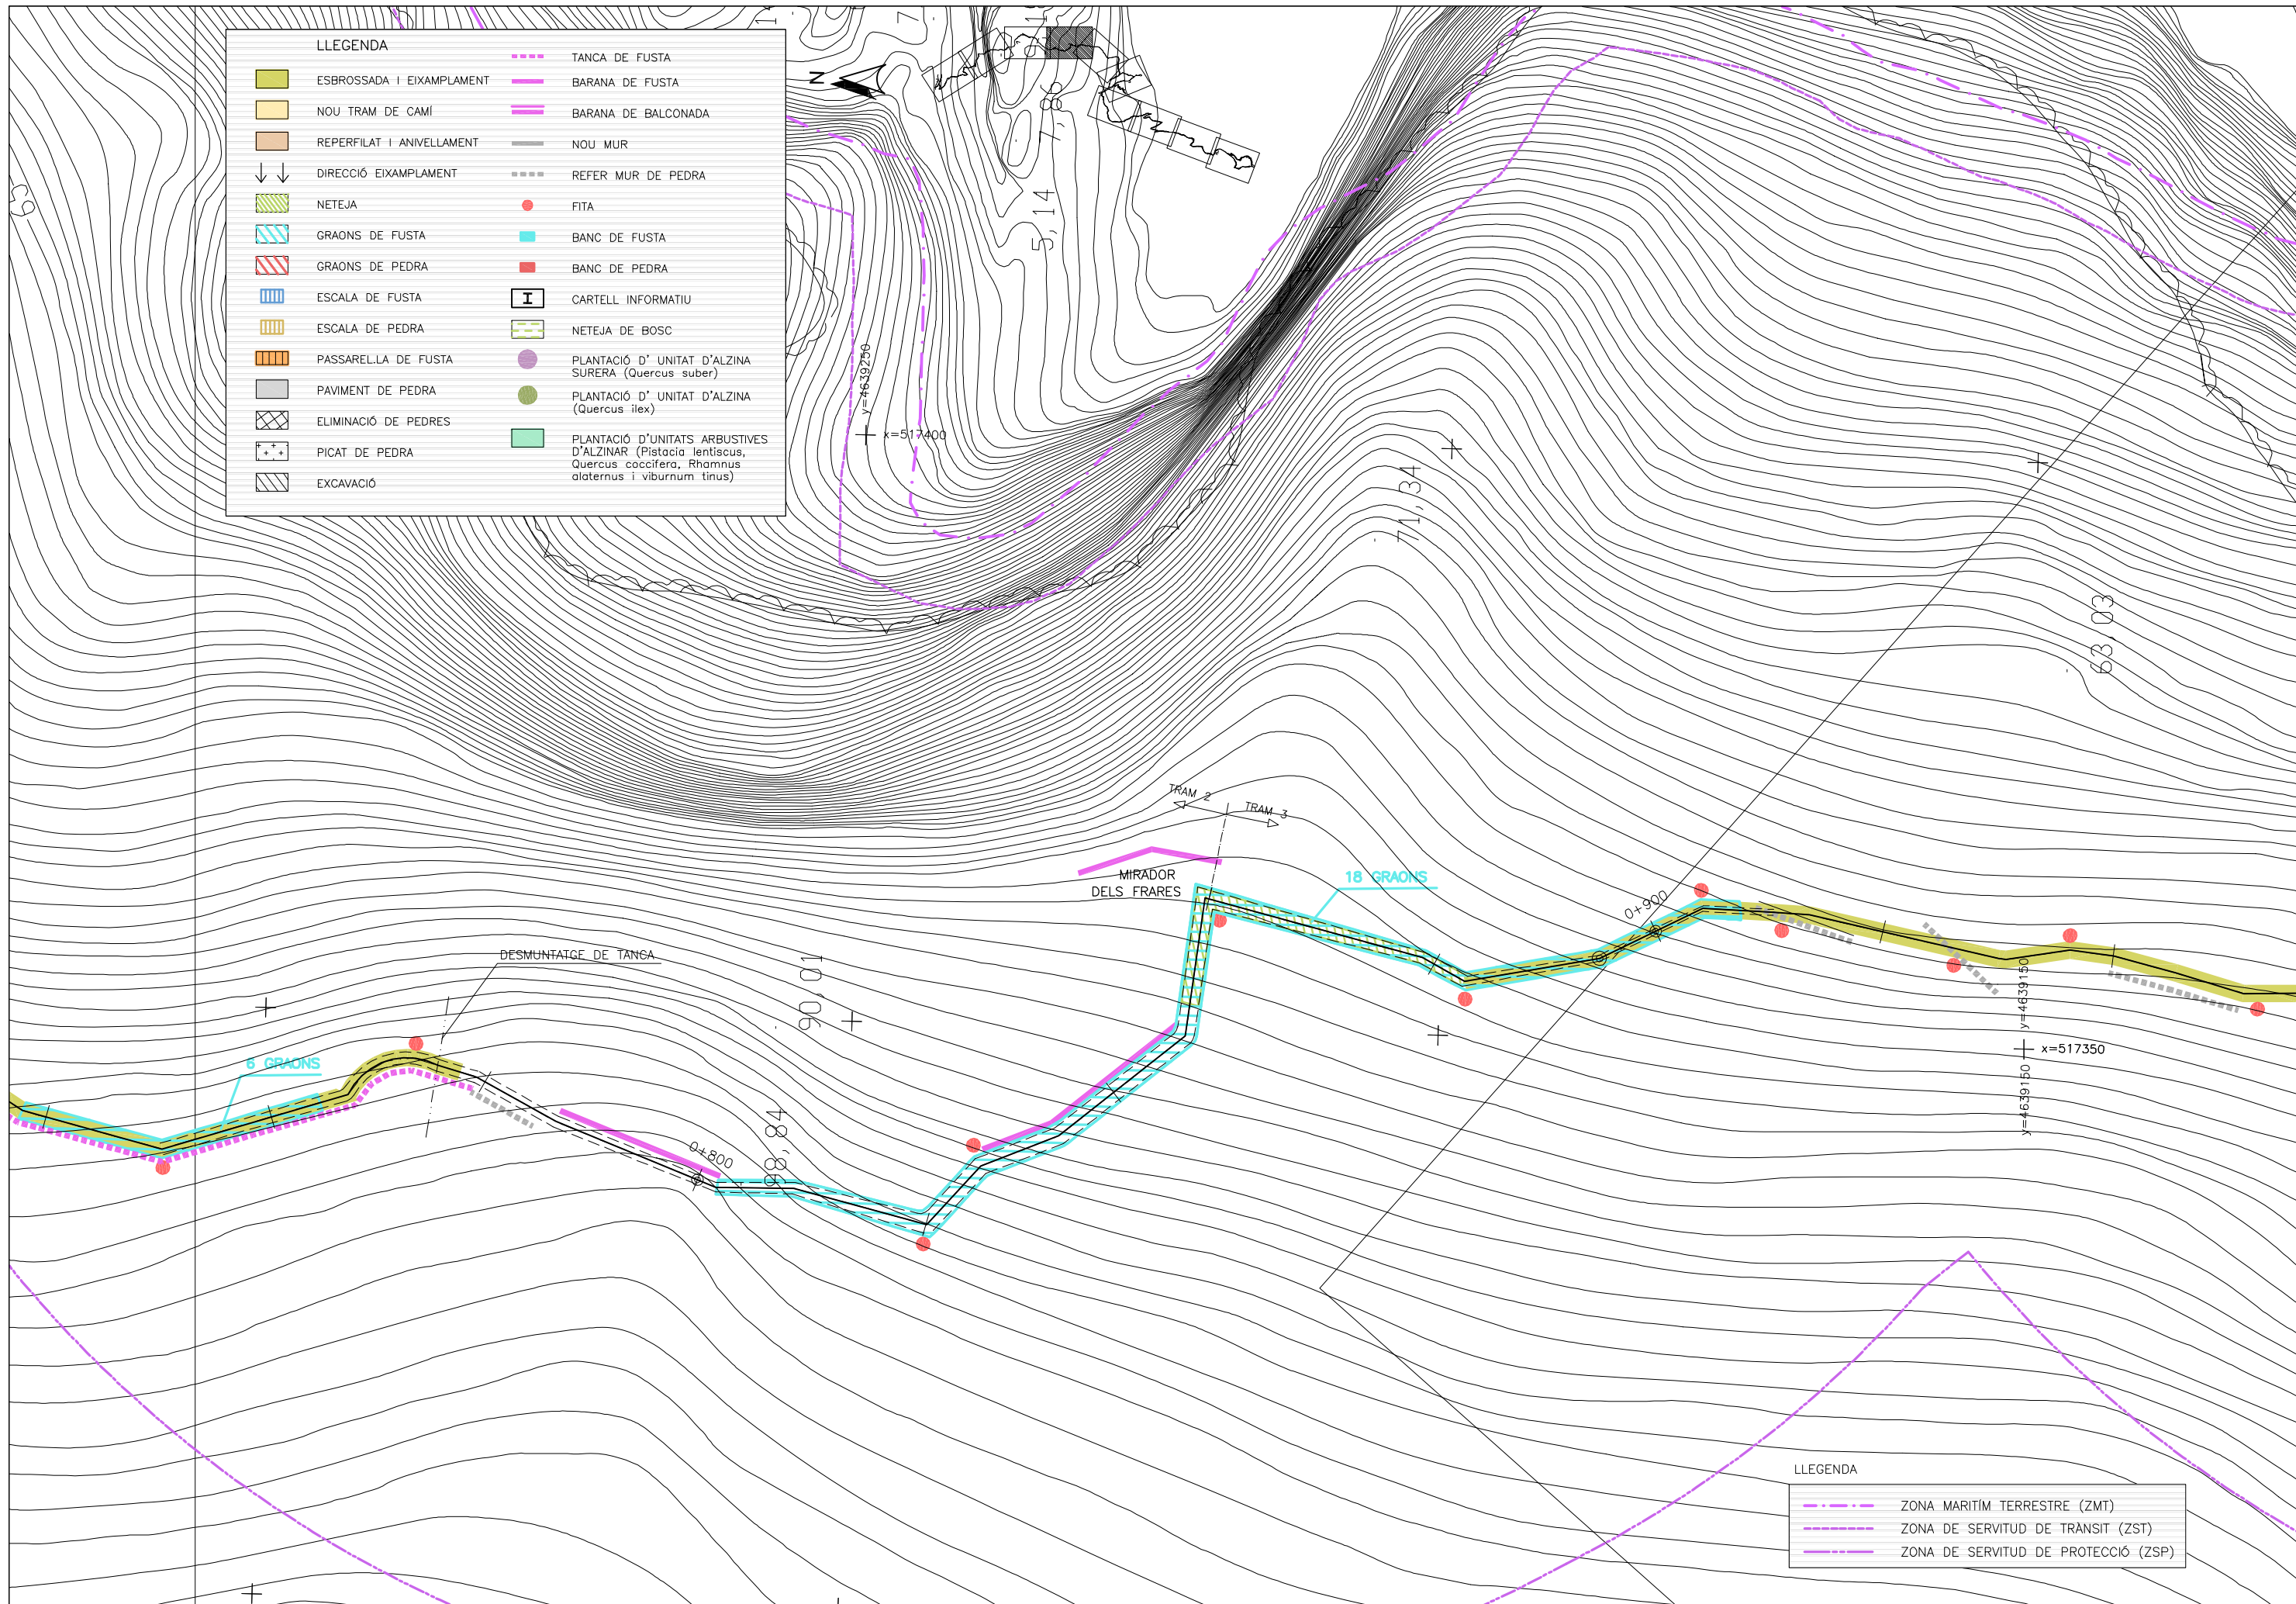 LLEGENDA
ESBROSSADA I EIXAMPLAMENT
NOU TRAM DE CAMÍ
REPERFILAT I ANIVELLAMENT
DIRECCIÓ EIXAMPLAMENT
NETEJA
GRAONS DE FUSTA
GRAONS DE PEDRA
ESCALA DE FUSTA
ESCALA DE PEDRA
PASSAREL.LA DE FUSTA
PAVIMENT DE PEDRA
ELIMINACIÓ DE PEDRES
PICAT DE PEDRA
EXCAVACIÓ
TANCA DE FUSTA
BARANA DE FUSTA
BARANA DE BALCONADA
NOU MUR
REFER MUR DE PEDRA
FITA
BANC DE FUSTA
BANC DE PEDRA
I
CARTELL INFORMATIU
NETEJA DE BOSC
PLANTACIÓ D' UNITAT D'ALZINA
SURERA (Quercus suber)
PLANTACIÓ D' UNITAT D'ALZINA
(Quercus ilex)
PLANTACIÓ D'UNITATS ARBUSTIVES
D'ALZINAR (Pistacia lentiscus,
Quercus coccifera, Rhamnus
alaternus i viburnum tinus)
N
7,86
5,14
y=4639250
x=517400
71,34
63,03
TRAM 2
TRAM 3
MIRADOR
DELS FRARES
18 GRAONS
0+900
DESMUNTATGE DE TANCA
90,01
6 GRAONS
0+800
98,84
y=4639150
x=517350
y=4639150
LLEGENDA
ZONA MARITÍM TERRESTRE (ZMT)
ZONA DE SERVITUD DE TRÀNSIT (ZST)
ZONA DE SERVITUD DE PROTECCIÓ (ZSP)